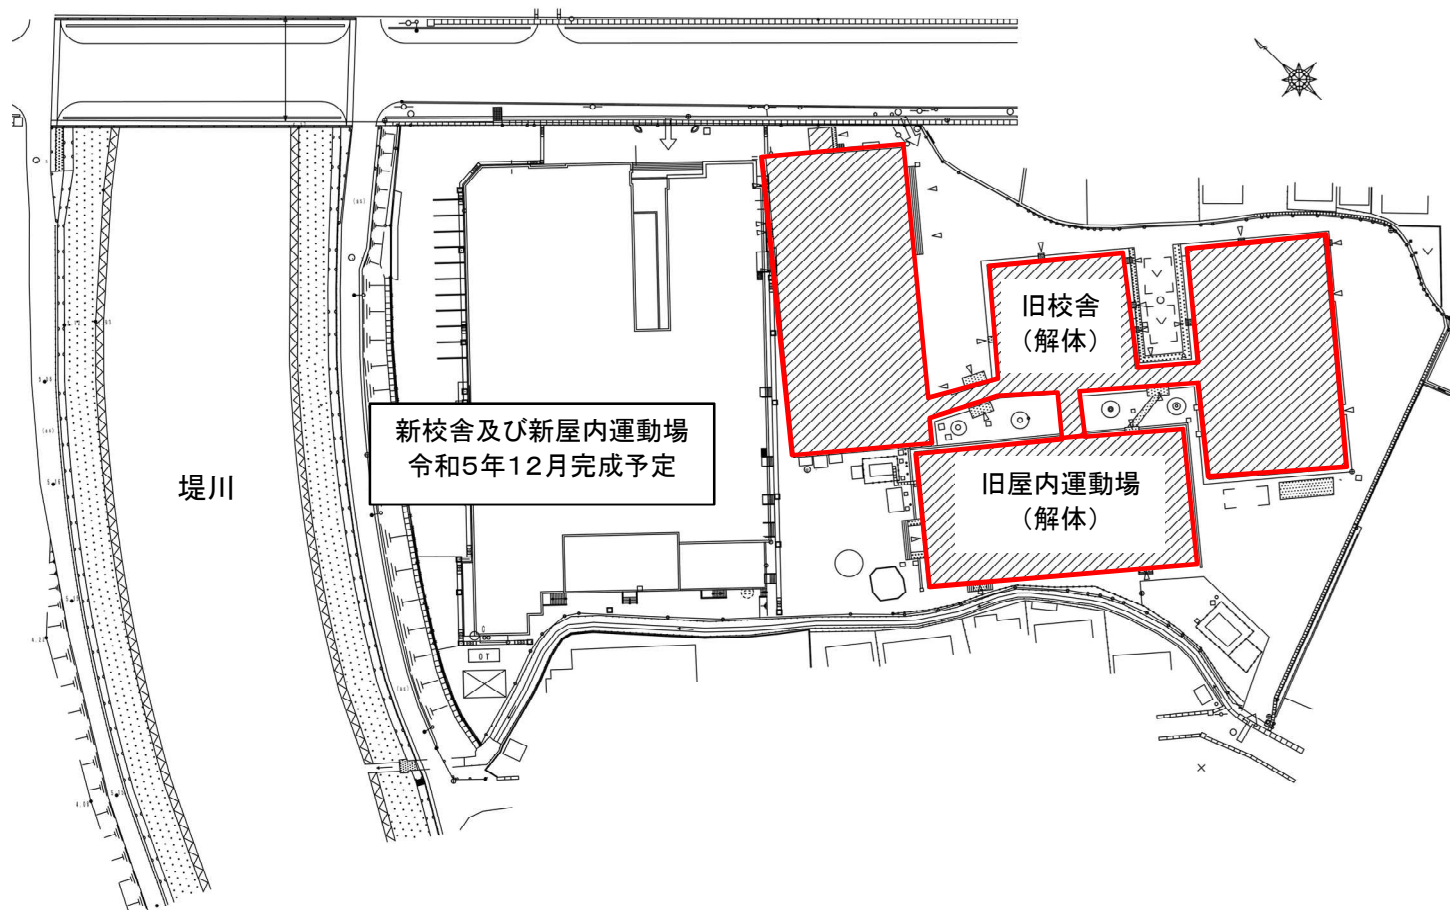 旧校舎
（解体）
新校舎及び新屋内運動場
令和５年１２月完成予定
堤川
旧屋内運動場
（解体）